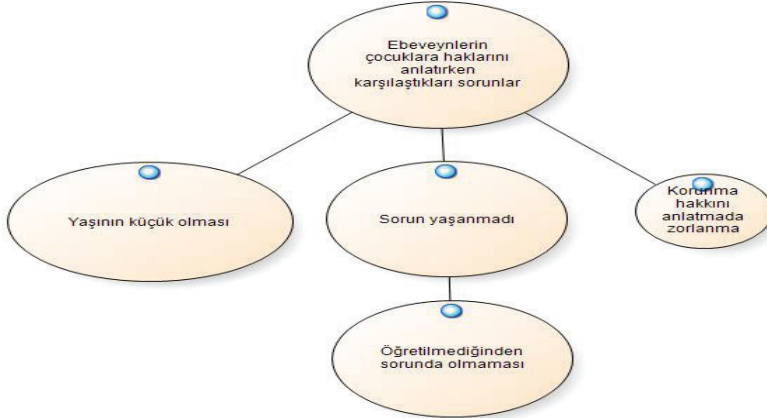 Ebeveynlerin
çocuklara haklarını
anlatırken
karşılaştıkları sorunlar
Yaşının küçük olması
Sorun yaşanmadı
Korunma
hakkını
anlatmada
zorlanma
Öğretilmediğinden
sorunda olmaması